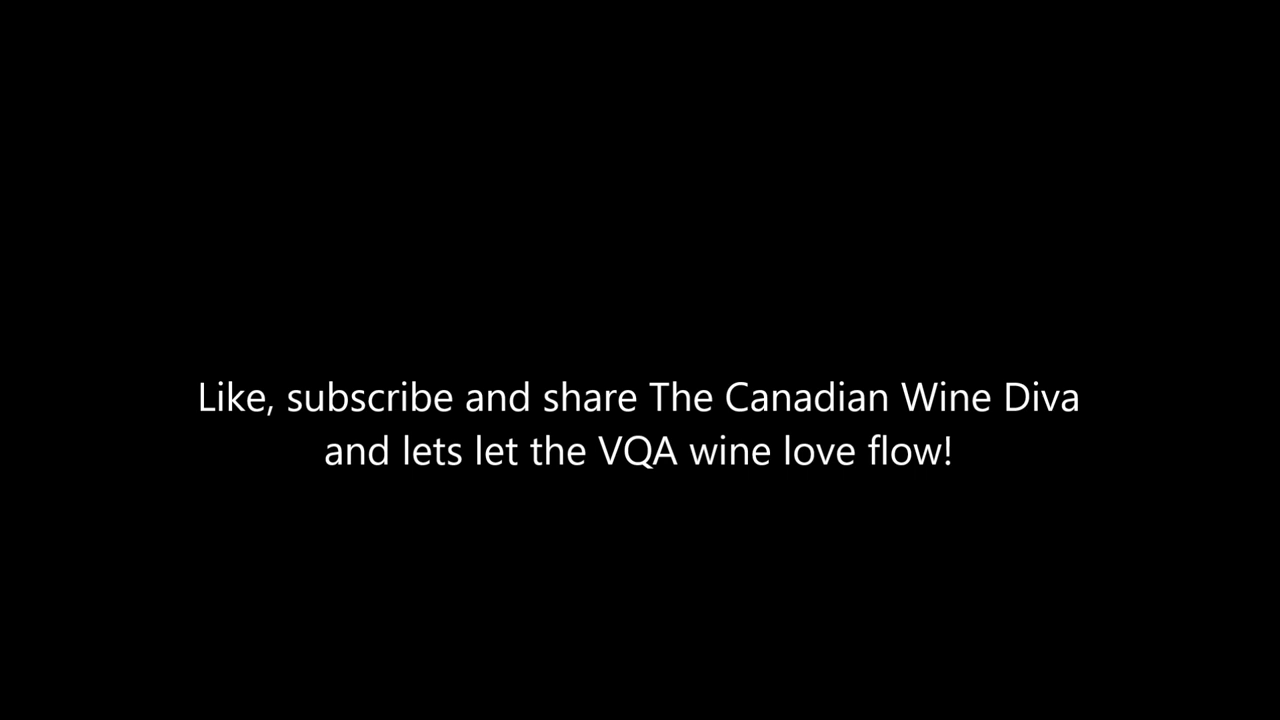 Like, subscribe and share The Canadian Wine Diva
and lets let the VQA wine love flow!